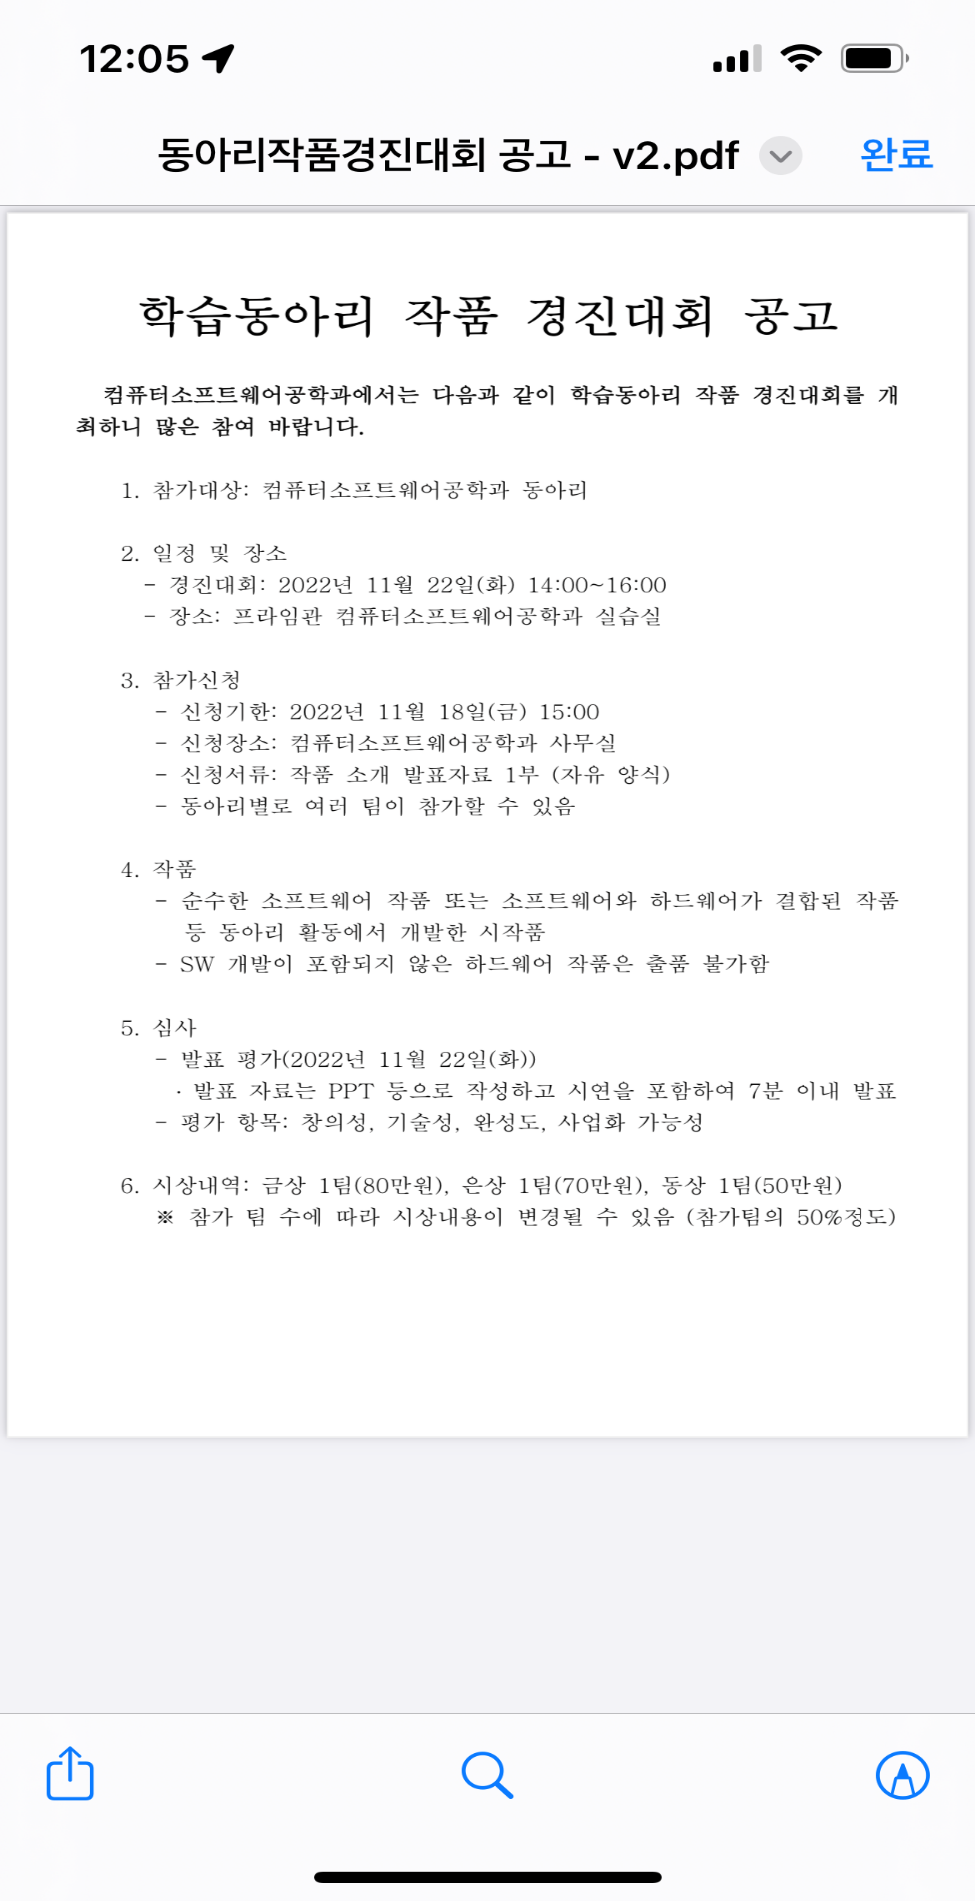 12:05
동아리작품경진대회 공고 - v2.pdf
완료
학습동아리 작품 경진대회 공고
컴퓨터소프트웨어공학과에서는 다음과 같이 학습동아리 작품 경진대회를 개
최하니 많은 참여 바랍니다.
1. 참가대상: 컴퓨터소프트웨어공학과 동아리
2. 일정 및 장소
- 경진대회: 2022년 11월 22일(화) 14:00~16:00
- 장소: 프라임관 컴퓨터소프트웨어공학과 실습실
3. 참가신청
- 신청기한: 2022년 11월 18일(금) 15:00
- 신청장소: 컴퓨터소프트웨어공학과 사무실
- 신청서류: 작품 소개 발표자료 1부 (자유 양식)
- 동아리별로 여러 팀이 참가할 수 있음
4. 작품
- 순수한 소프트웨어 작품 또는 소프트웨어와 하드웨어가 결합된 작품
등 동아리 활동에서 개발한 시작품
- SW 개발이 포함되지 않은 하드웨어 작품은 출품 불가함
5. 심사
- 발표 평가(2022년 11월 22일(화))
· 발표 자료는 PPT 등으로 작성하고 시연을 포함하여 7분 이내 발표
- 평가 항목: 창의성, 기술성, 완성도, 사업화 가능성
6. 시상내역: 금상 1팀(80만원), 은상 1팀(70만원), 동상 1팀(50만원)
※ 참가 팀 수에 따라 시상내용이 변경될 수 있음 (참가팀의 50%정도)